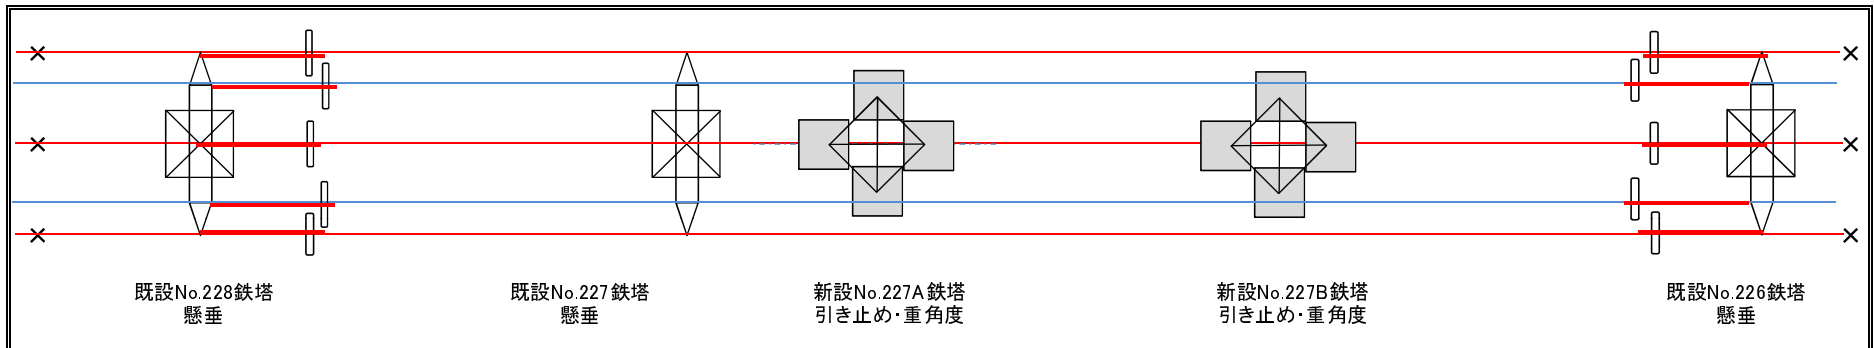 既設No.228鉄塔
懸垂
既設No.227鉄塔
懸垂
新設No.227A鉄塔
引き止め・重角度
新設No.227B鉄塔
引き止め・重角度
既設No.226鉄塔
懸垂